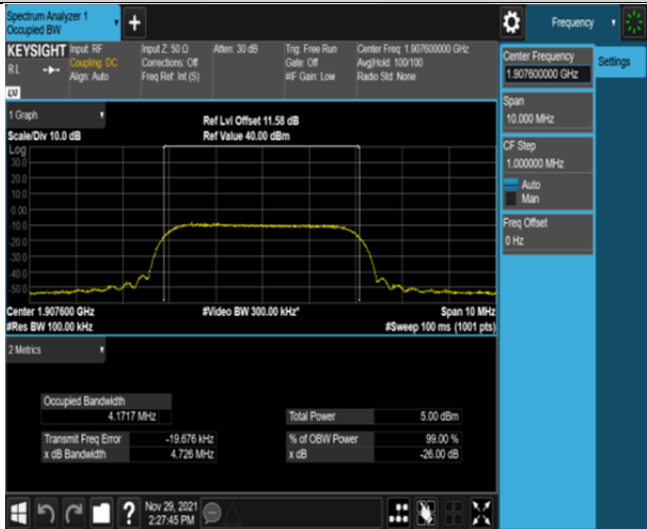 Spectrum Analyzer 1
Occupied BW
+
Frequency
KEYSIGHT
RL
Input: RF
Coupling: DC
Align: Auto
Input Z: 50 Ω
Corrections: Off
Freq Ref: Int (S)
Atten: 30 dB
Trig: Free Run
Gate: Off
#IF Gain: Low
Center Freq: 1.907600000 GHz
Avg|Hold: 100/100
Radio Std: None
LXI
1 Graph
Scale/Div 10.0 dB
Ref Lvl Offset 11.58 dB
Ref Value 40.00 dBm
Log
30.0
20.0
10.0
0.00
-10.0
-20.0
-30.0
-40.0
-50.0
Center 1.907600 GHz
#Res BW 100.00 kHz
#Video BW 300.00 kHz*
Span 10 MHz
#Sweep 100 ms (1001 pts)
2 Metrics
Occupied Bandwidth
4.1717 MHz
Total Power 5.00 dBm
Transmit Freq Error -19.676 kHz
% of OBW Power 99.00 %
x dB Bandwidth 4.726 MHz
x dB -26.00 dB
?
Nov 29, 2021
2:27:45 PM
Center Frequency
1.907600000 GHz
Settings
Span
10.000 MHz
CF Step
1.000000 MHz
Auto
Man
Freq Offset
0 Hz